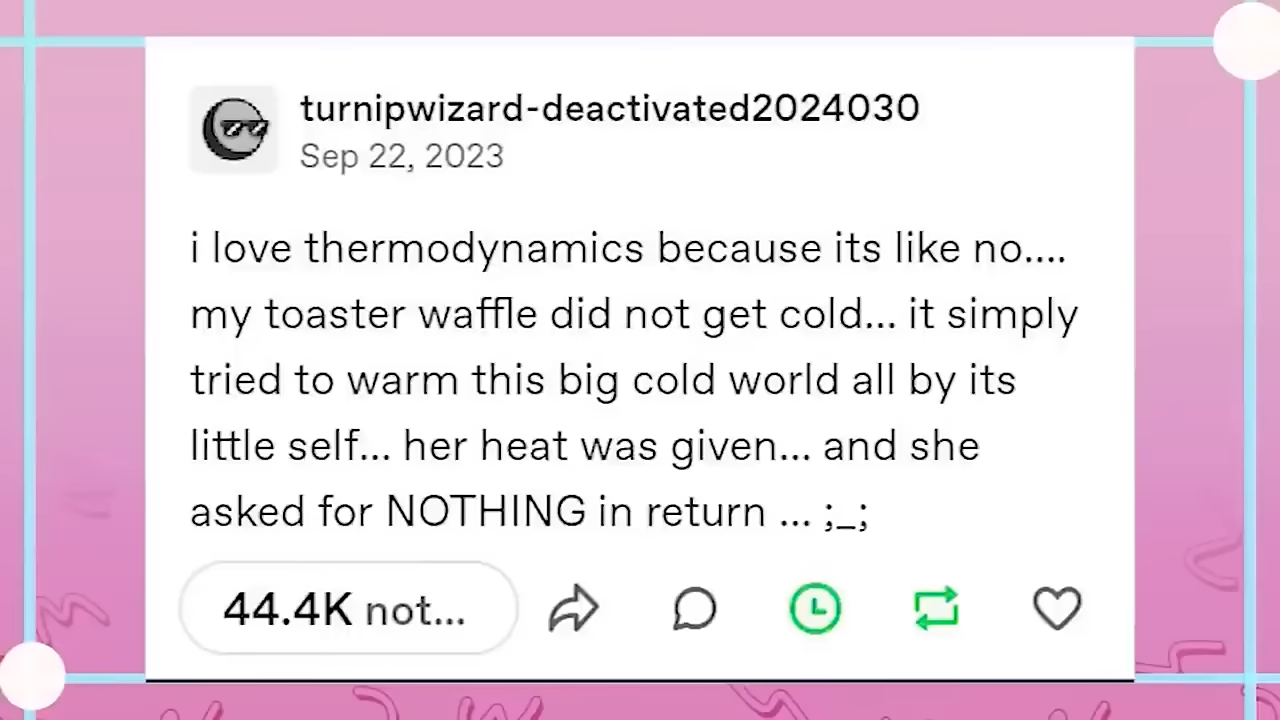 turnipwizard-deactivated2024030
Sep 22, 2023
i love thermodynamics because its like no....
my toaster waffle did not get cold... it simply
tried to warm this big cold world all by its
little self... her heat was given... and she
asked for NOTHING in return ... ;_;
44.4K not...